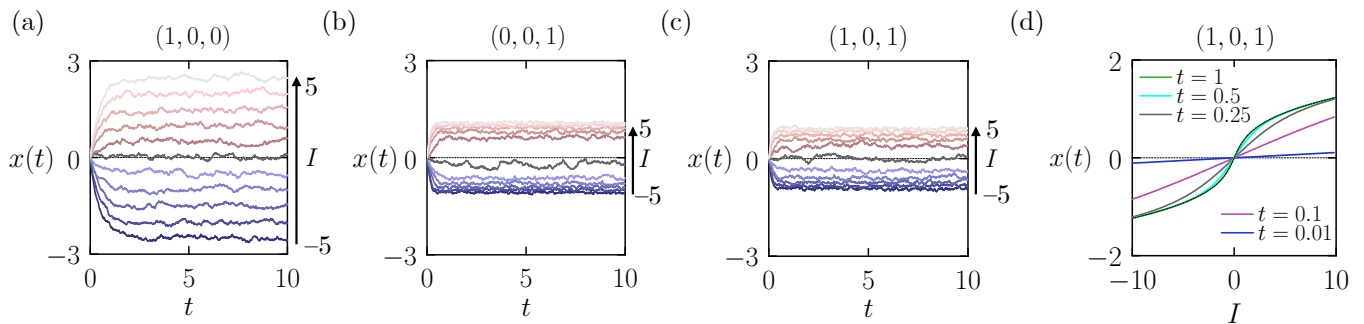 (a)
(1, 0, 0)
3
x(t) 0
−3
0 5 10
t
5
I
−5
(b)
(0, 0, 1)
3
x(t) 0
−3
0 5 10
t
5
I
−5
(c)
(1, 0, 1)
3
x(t) 0
−3
0 5 10
t
5
I
−5
(d)
(1, 0, 1)
2
x(t) 0
−2
−10 0 10
I
t = 1
t = 0.5
t = 0.25
t = 0.1
t = 0.01